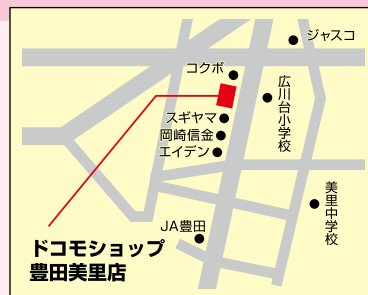 ジャスコ
コクボ
広川台小学校
スギヤマ
岡崎信金
エイデン
美里中学校
JA豊田
ドコモショップ
豊田美里店